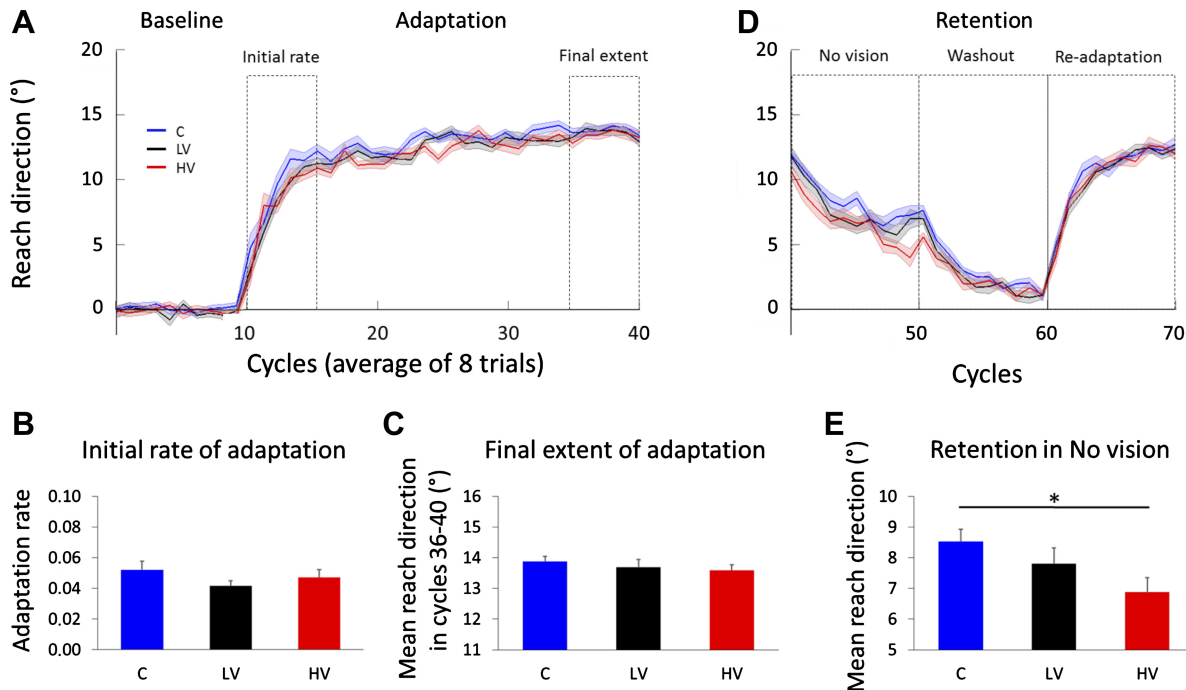 A
Baseline
Adaptation
Initial rate
Final extent
Reach direction (°)
20
15
10
5
0
C
LV
HV
10
20
30
40
Cycles (average of 8 trials)
D
Retention
No vision
Washout
Re-adaptation
20
15
10
5
0
50
60
70
Cycles
B
Initial rate of adaptation
Adaptation rate
0.10
0.08
0.06
0.04
0.02
0.00
C
LV
HV
C
Final extent of adaptation
Mean reach direction
in cycles 36-40 (°)
16
15
14
13
12
11
C
LV
HV
E
Retention in No vision
Mean reach direction (°)
10
9
8
7
6
5
*
C
LV
HV